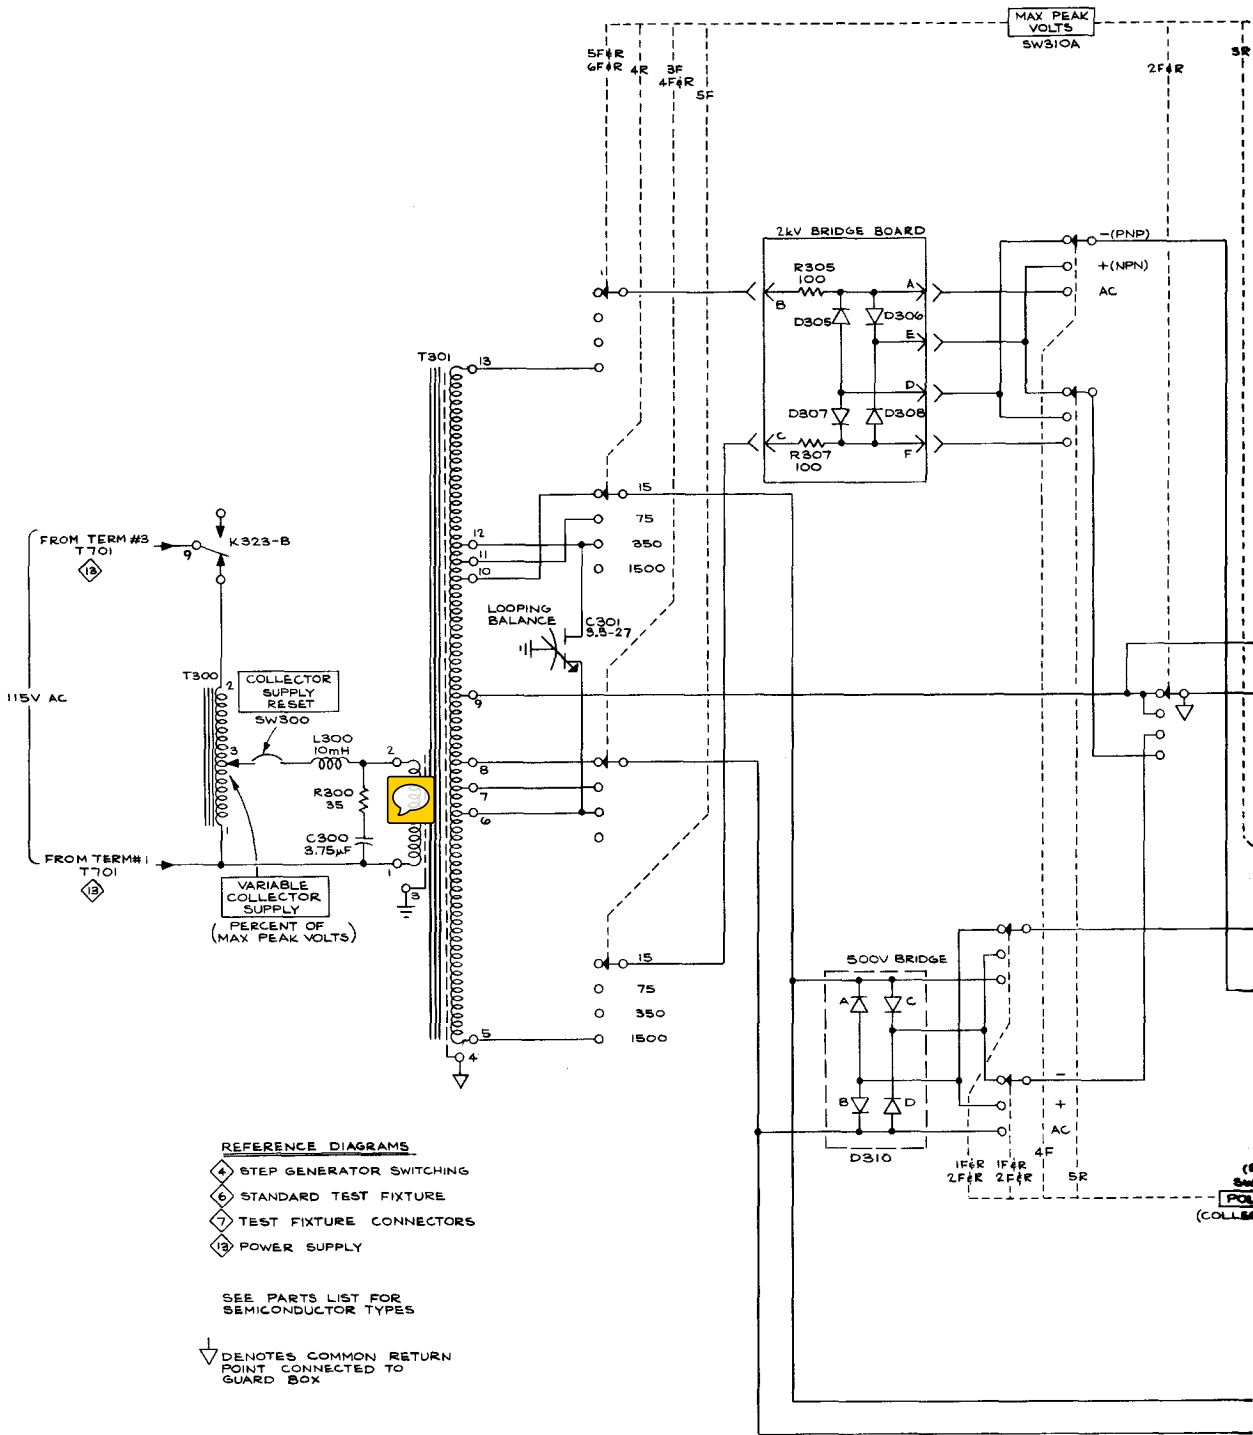 MAX PEAK
VOLTS
SW310A
5F&R
6F&R
4R
3F
4F&R
5F
2F&R
3R
2kV BRIDGE BOARD
R305
100
B
A
D305
D306
E
D
D307
D308
C
R307
100
F
-(PNP)
+(NPN)
AC
T301
13
15
75
350
1500
12
11
10
FROM TERM #3
T701
13
9
K323-B
LOOPING
BALANCE
C301
115V AC
T300
2
COLLECTOR
SUPPLY
RESET
SW300
3
L300
10mH
2
R300
35
C300
3.75µF
1
1
3
FROM TERM#1
T701
13
VARIABLE
COLLECTOR
SUPPLY
(PERCENT OF
MAX PEAK VOLTS)
9
8
7
6
15
75
350
1500
5
4
500V BRIDGE
A
C
B
D
D310
-
+
AC
1F&R
2F&R
1F&R
2F&R
4F
5R
REFERENCE DIAGRAMS
4 STEP GENERATOR SWITCHING
6 STANDARD TEST FIXTURE
7 TEST FIXTURE CONNECTORS
13 POWER SUPPLY
SEE PARTS LIST FOR
SEMICONDUCTOR TYPES
DENOTES COMMON RETURN
POINT CONNECTED TO
GUARD BOX